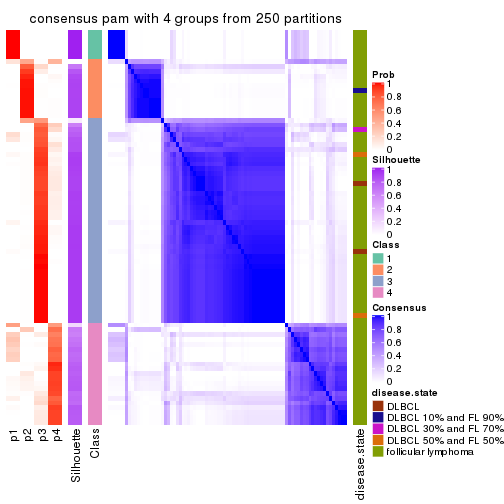 consensus pam with 4 groups from 250 partitions
Prob
1
0.8
0.6
0.4
0.2
0
Silhouette
1
0.8
0.6
0.4
0.2
0
Class
1
2
3
4
Consensus
1
0.8
0.6
0.4
0.2
0
disease.state
DLBCL
DLBCL 10% and FL 90%
DLBCL 30% and FL 70%
DLBCL 50% and FL 50%
follicular lymphoma
p1
p2
p3
p4
Silhouette
Class
disease.state